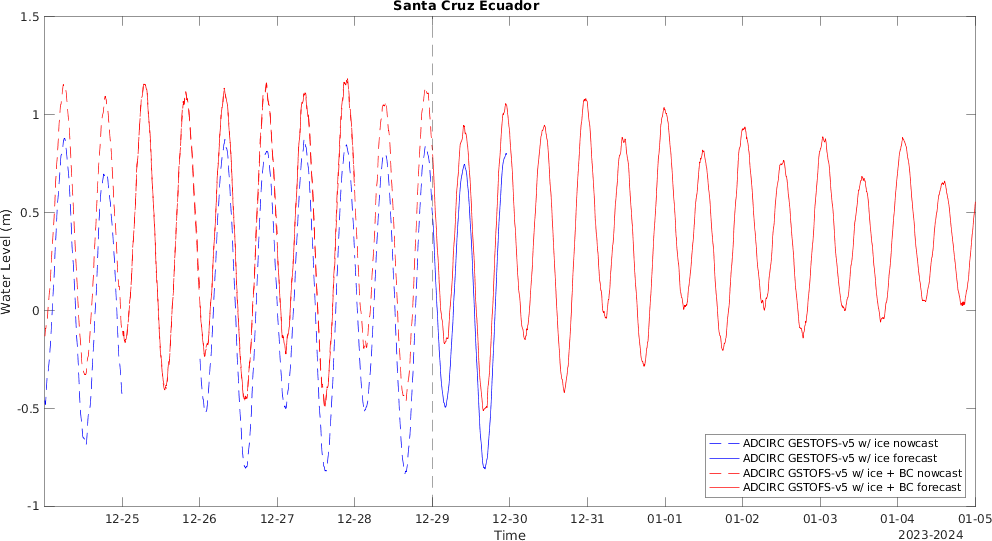 Santa Cruz Ecuador
1.5
1
0.5
0
-0.5
-1
Water Level (m)
12-25 12-26 12-27 12-28 12-29 12-30 12-31 01-01 01-02 01-03 01-04 01-05
Time
2023-2024
ADCIRC GESTOFS-v5 w/ ice nowcast
ADCIRC GESTOFS-v5 w/ ice forecast
ADCIRC GSTOFS-v5 w/ ice + BC nowcast
ADCIRC GSTOFS-v5 w/ ice + BC forecast